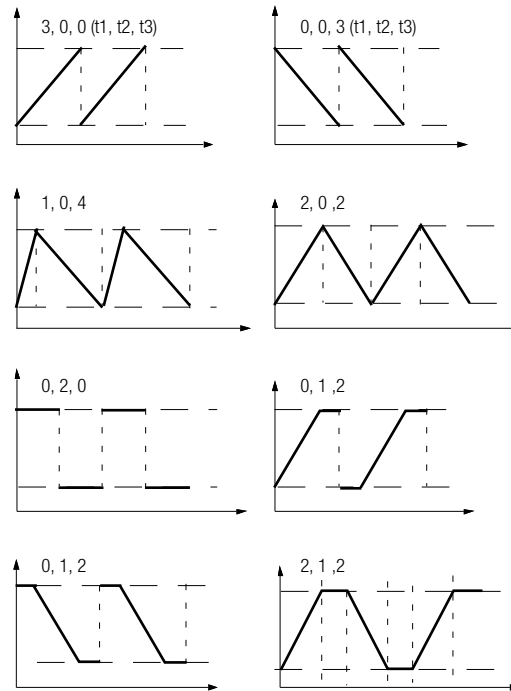 3, 0, 0 (t1, t2, t3)
0, 0, 3 (t1, t2, t3)
1, 0, 4
2, 0, 2
0, 2, 0
0, 1, 2
0, 1, 2
2, 1, 2